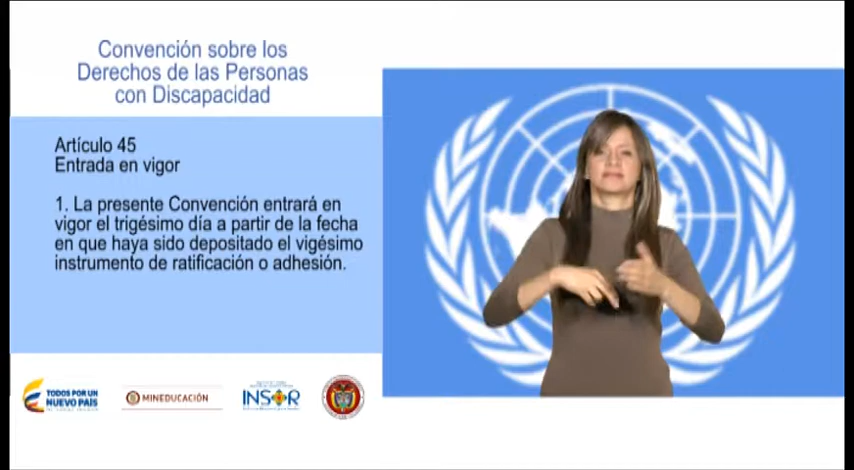 Convención sobre los
Derechos de las Personas
con Discapacidad
Artículo 45
Entrada en vigor
1. La presente Convención entrará en
vigor el trigésimo día a partir de la fecha
en que haya sido depositado el vigésimo
instrumento de ratificación o adhesión.
TODOS POR UN
NUEVO PAÍS
MINEDUCACIÓN
INSOR